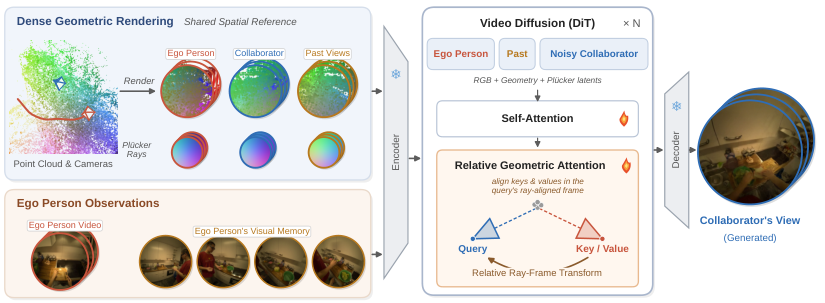 Dense Geometric Rendering Shared Spatial Reference
Ego Person Collaborator Past Views
Render
Plücker
Rays
Point Cloud & Cameras
Ego Person Observations
Ego Person Video
Ego Person's Visual Memory
Encoder
Video Diffusion (DiT) × N
Ego Person Past Noisy Collaborator
RGB + Geometry + Plücker latents
Self-Attention
Relative Geometric Attention
align keys & values in the
query's ray-aligned frame
Query Key / Value
Relative Ray-Frame Transform
Decoder
Collaborator's View
(Generated)